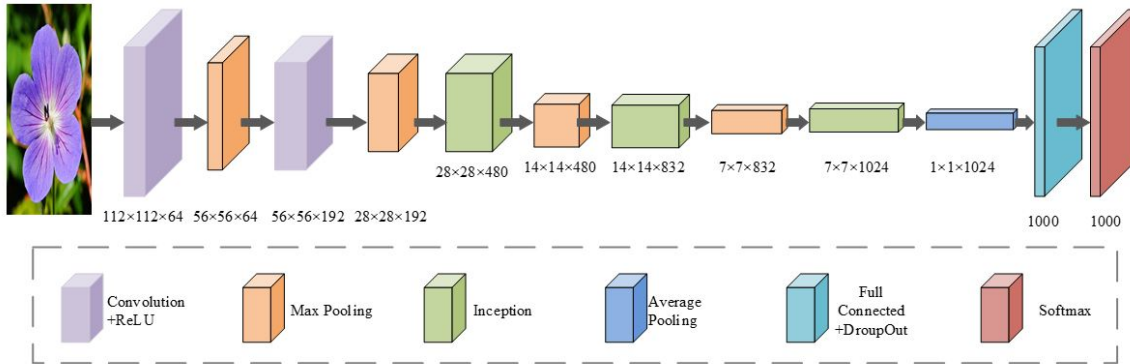 28×28×480
14×14×480
14×14×832
7×7×832
7×7×1024
1×1×1024
112×112×64
56×56×64
56×56×192
28×28×192
1000
1000
Convolution
+ReLU
Max Pooling
Inception
Average
Pooling
Full
Connected
+DroupOut
Softmax